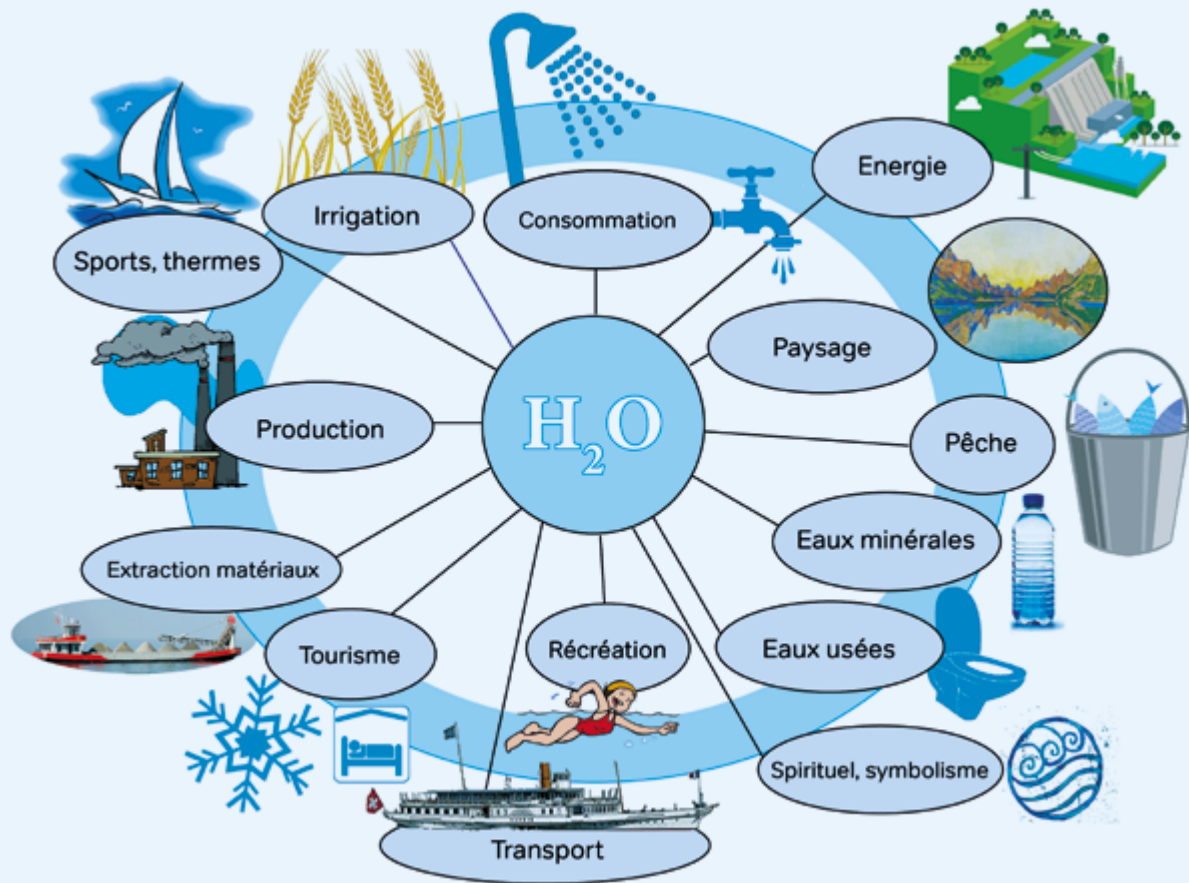 Energie
Irrigation
Consommation
Sports, thermes
Paysage
H₂O
Production
Pêche
Eaux minérales
Extraction matériaux
Tourisme
Récréation
Eaux usées
Spirituel, symbolisme
Transport